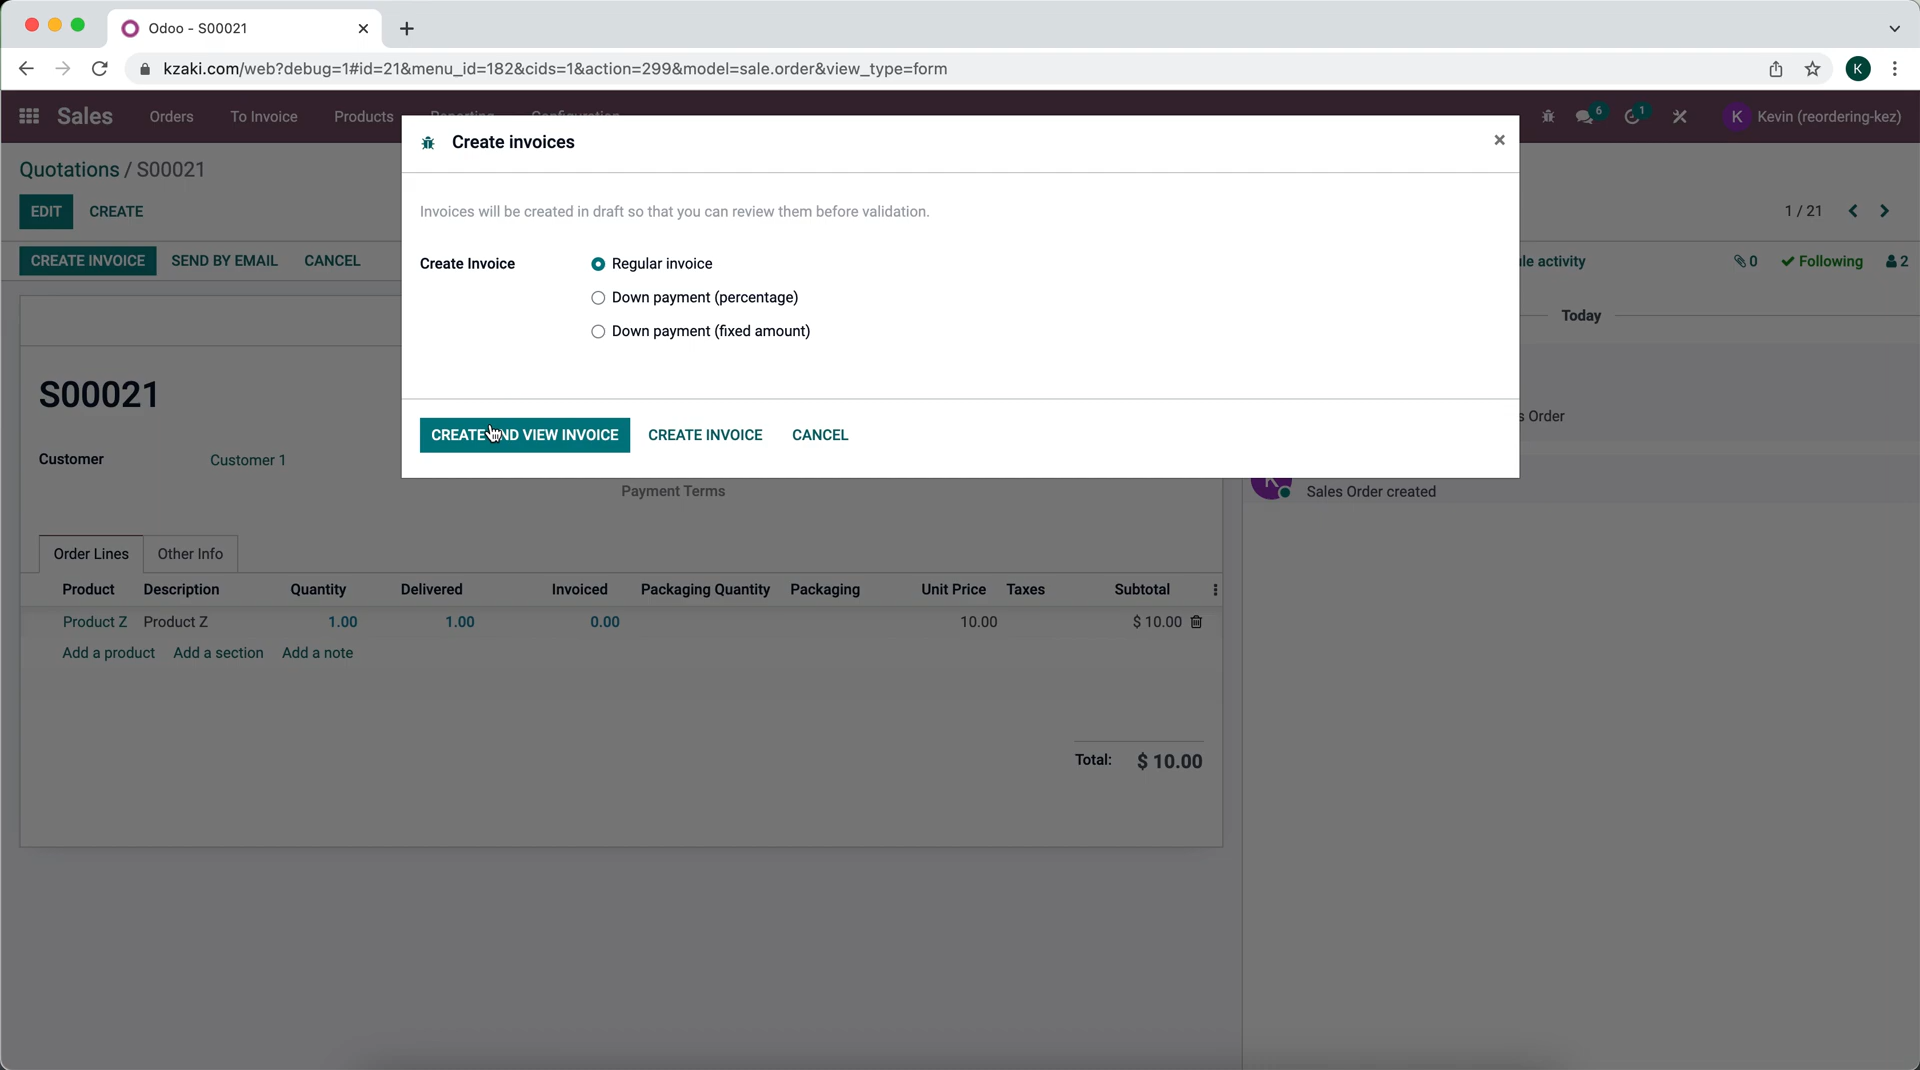 Odoo - S00021
kzaki.com/web?debug=1#id=21&menu_id=182&cids=1&action=299&model=sale.order&view_type=form
K
Sales Orders To Invoice Products Reporting Configuration 6 1 K Kevin (reordering-kez)
Create invoices
Quotations / S00021
EDIT CREATE
Invoices will be created in draft so that you can review them before validation.
1 / 21
CREATE INVOICE SEND BY EMAIL CANCEL
Create Invoice Regular invoice
activity 0 Following 2
Down payment (percentage)
Today
Down payment (fixed amount)
S00021
s Order
CREATE AND VIEW INVOICE CREATE INVOICE CANCEL
Customer Customer 1
Payment Terms
K Sales Order created
Order Lines Other Info
Product Description Quantity Delivered Invoiced Packaging Quantity Packaging Unit Price Taxes Subtotal
Product Z Product Z 1.00 1.00 0.00 10.00 $ 10.00
Add a product Add a section Add a note
Total: $ 10.00